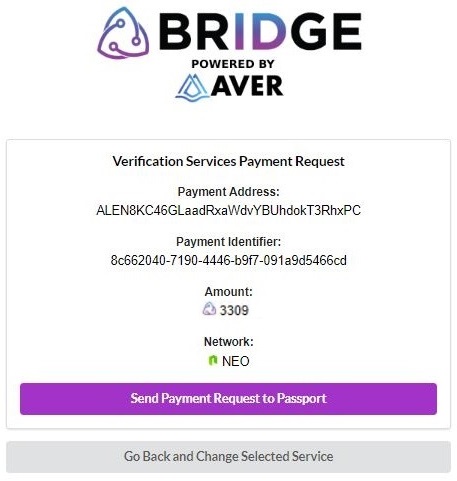 BRIDGE
POWERED BY
AVER
Verification Services Payment Request
Payment Address:
ALEN8KC46GLaadRxaWdvYBUhdokT3RhxPC
Payment Identifier:
8c662040-7190-4446-b9f7-091a9d5466cd
Amount:
3309
Network:
NEO
Send Payment Request to Passport
Go Back and Change Selected Service